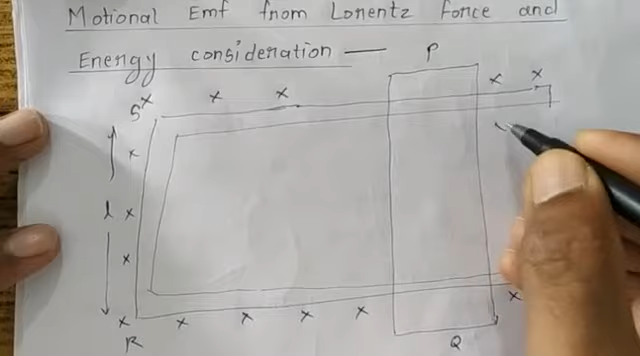 Motional Emf from Lorentz Force and
Energy consideration —
P
S
l
R
Q